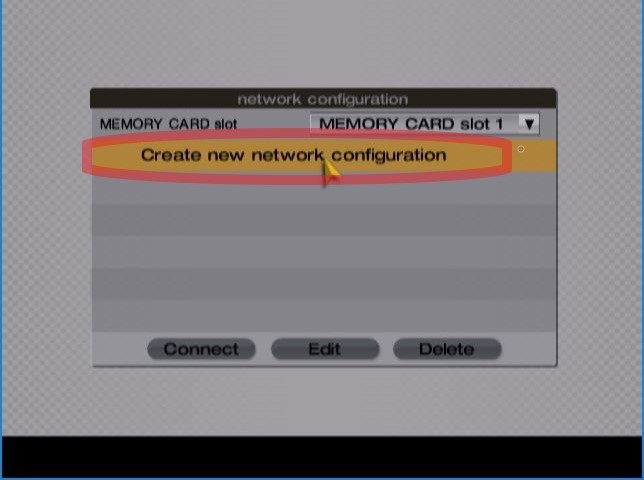 network configuration
MEMORY CARD slot MEMORY CARD slot 1 ▼
Create new network configuration
Connect Edit Delete